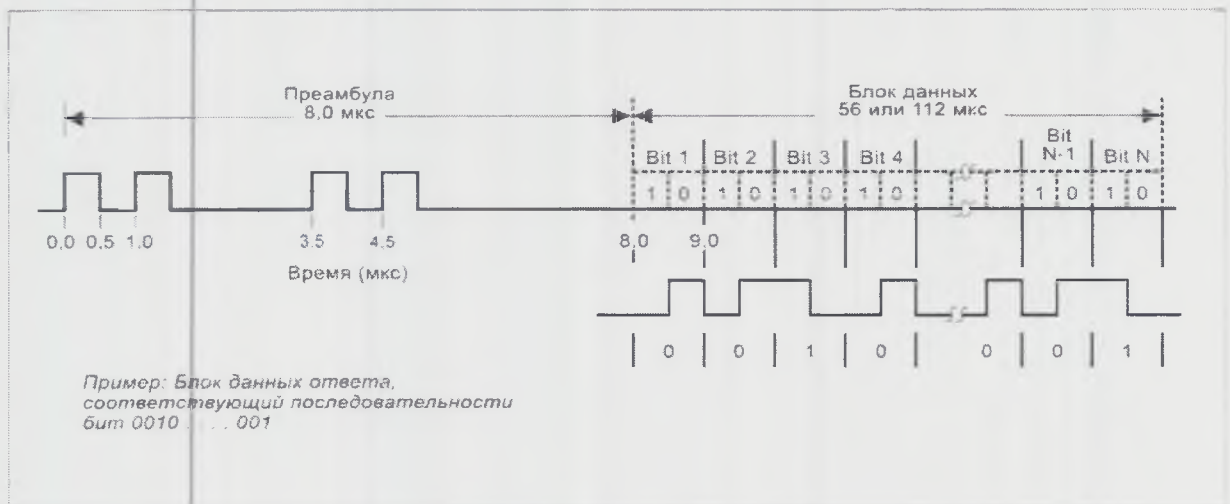 Преамбула
8,0 мкс
Блок данных
56 или 112 мкс
Bit 1 Bit 2 Bit 3 Bit 4 Bit N-1 Bit N
1 0 1 0 1 0 1 0 1 0 1 0
0,0 0,5 1,0 3,5 4,5 8,0 9,0
Время (мкс)
0 0 1 0 0 0 1
Пример: Блок данных ответа,
соответствующий последовательности
бит 0010 . . . . 001